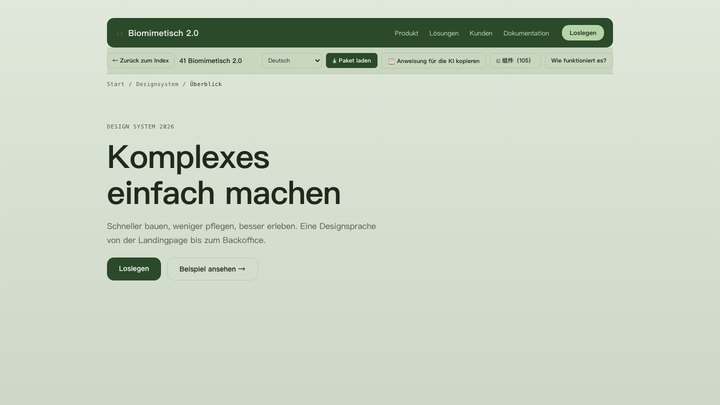 Biomimetisch 2.0
Produkt Lösungen Kunden Dokumentation Loslegen
← Zurück zum Index 41 Biomimetisch 2.0 Deutsch Paket laden Anweisung für die KI kopieren 组件 (105) Wie funktioniert es?
Start / Designsystem / Überblick
DESIGN SYSTEM 2026
Komplexes
einfach machen
Schneller bauen, weniger pflegen, besser erleben. Eine Designsprache
von der Landingpage bis zum Backoffice.
Loslegen Beispiel ansehen →